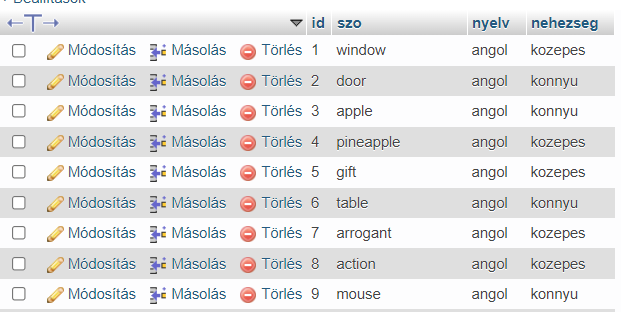 Beállítások
id szo nyelv nehezseg
Módosítás Másolás Törlés 1 window angol kozepes
Módosítás Másolás Törlés 2 door angol konnyu
Módosítás Másolás Törlés 3 apple angol konnyu
Módosítás Másolás Törlés 4 pineapple angol kozepes
Módosítás Másolás Törlés 5 gift angol kozepes
Módosítás Másolás Törlés 6 table angol konnyu
Módosítás Másolás Törlés 7 arrogant angol kozepes
Módosítás Másolás Törlés 8 action angol kozepes
Módosítás Másolás Törlés 9 mouse angol konnyu